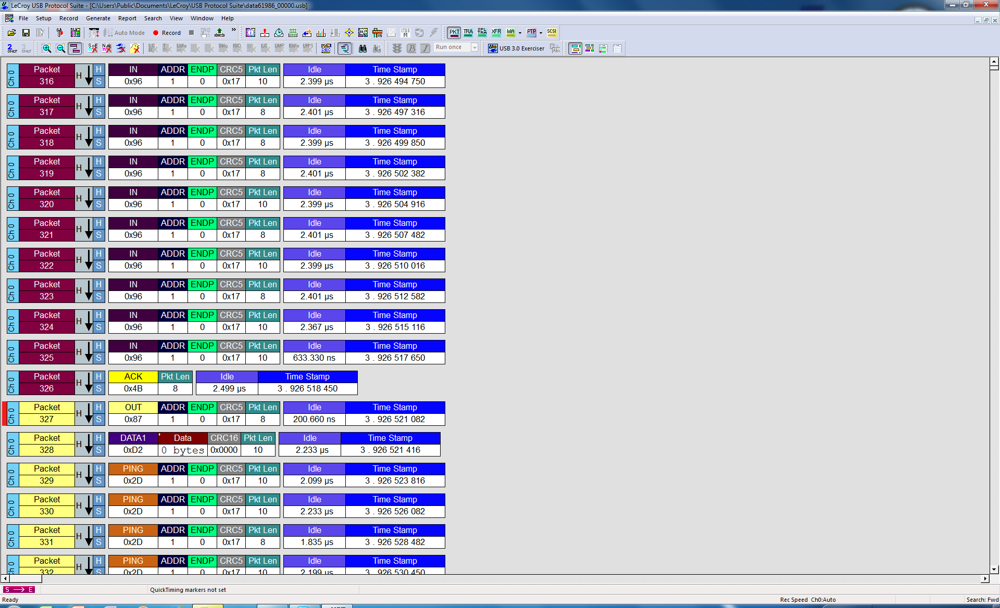 LeCroy USB Protocol Suite - [C:\Users\Public\Documents\LeCroy\USB Protocol Suite\data61986_00000.usb]
File Setup Record Generate Report Search View Window Help
Auto Mode Record » PKT TRA SPL TRA XFR WA PTP SCSI
2 ONLY 3 ONLY SoF Nak Lidle Skip ISO LC LMP Eidle LFPS DEC B I Run once USB 3.0 Exerciser
Ch 0 Packet H H IN ADDR ENDP CRC5 Pkt Len Idle Time Stamp
316 S 0x96 1 0 0x17 10 2.399 µs 3 . 926 494 750
Ch 0 Packet H H IN ADDR ENDP CRC5 Pkt Len Idle Time Stamp
317 S 0x96 1 0 0x17 8 2.401 µs 3 . 926 497 316
Ch 0 Packet H H IN ADDR ENDP CRC5 Pkt Len Idle Time Stamp
318 S 0x96 1 0 0x17 8 2.399 µs 3 . 926 499 850
Ch 0 Packet H H IN ADDR ENDP CRC5 Pkt Len Idle Time Stamp
319 S 0x96 1 0 0x17 8 2.401 µs 3 . 926 502 382
Ch 0 Packet H H IN ADDR ENDP CRC5 Pkt Len Idle Time Stamp
320 S 0x96 1 0 0x17 10 2.399 µs 3 . 926 504 916
Ch 0 Packet H H IN ADDR ENDP CRC5 Pkt Len Idle Time Stamp
321 S 0x96 1 0 0x17 8 2.401 µs 3 . 926 507 482
Ch 0 Packet H H IN ADDR ENDP CRC5 Pkt Len Idle Time Stamp
322 S 0x96 1 0 0x17 10 2.399 µs 3 . 926 510 016
Ch 0 Packet H H IN ADDR ENDP CRC5 Pkt Len Idle Time Stamp
323 S 0x96 1 0 0x17 8 2.401 µs 3 . 926 512 582
Ch 0 Packet H H IN ADDR ENDP CRC5 Pkt Len Idle Time Stamp
324 S 0x96 1 0 0x17 10 2.367 µs 3 . 926 515 116
Ch 0 Packet H H IN ADDR ENDP CRC5 Pkt Len Idle Time Stamp
325 S 0x96 1 0 0x17 10 633.330 ns 3 . 926 517 650
Ch 0 Packet H H ACK Pkt Len Idle Time Stamp
326 S 0x4B 8 2.499 µs 3 . 926 518 450
Ch 0 Packet H H OUT ADDR ENDP CRC5 Pkt Len Idle Time Stamp
327 S 0x87 1 0 0x17 8 200.660 ns 3 . 926 521 082
Ch 0 Packet H H DATA1 Data CRC16 Pkt Len Idle Time Stamp
328 S 0xD2 0 bytes 0x0000 10 2.233 µs 3 . 926 521 416
Ch 0 Packet H H PING ADDR ENDP CRC5 Pkt Len Idle Time Stamp
329 S 0x2D 1 0 0x17 10 2.099 µs 3 . 926 523 816
Ch 0 Packet H H PING ADDR ENDP CRC5 Pkt Len Idle Time Stamp
330 S 0x2D 1 0 0x17 10 2.233 µs 3 . 926 526 082
Ch 0 Packet H H PING ADDR ENDP CRC5 Pkt Len Idle Time Stamp
331 S 0x2D 1 0 0x17 8 1.835 µs 3 . 926 528 482
Ch 0 Packet H H PING ADDR ENDP CRC5 Pkt Len Idle Time Stamp
332 S 0x2D 1 0 0x17 10 2.199 µs 3 . 926 530 450
S → E QuickTiming markers not set
Ready Rec Speed Ch0:Auto Search: Fwd